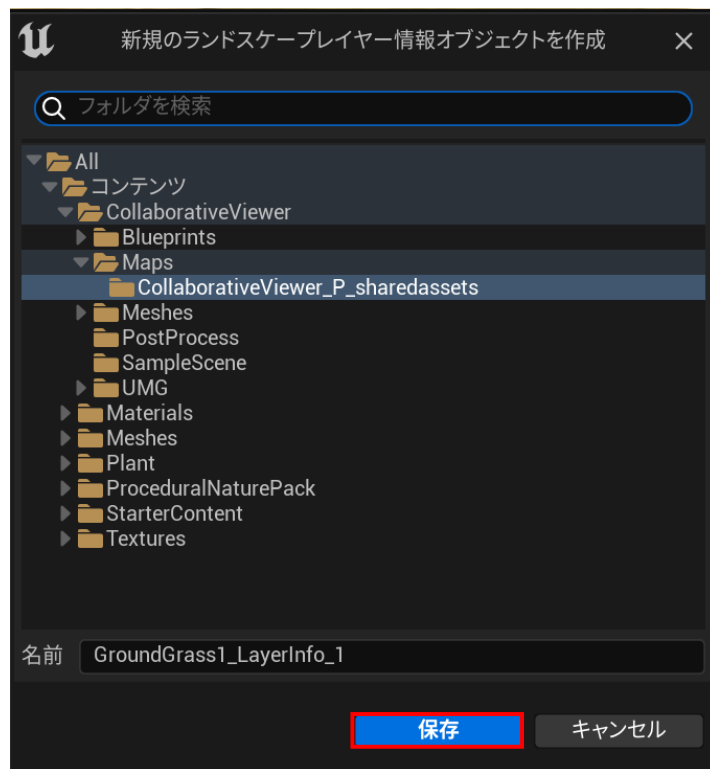 新規のランドスケープレイヤー情報オブジェクトを作成
フォルダを検索
All
コンテンツ
CollaborativeViewer
Blueprints
Maps
CollaborativeViewer_P_sharedassets
Meshes
PostProcess
SampleScene
UMG
Materials
Meshes
Plant
ProceduralNaturePack
StarterContent
Textures
名前 GroundGrass1_LayerInfo_1
保存 キャンセル